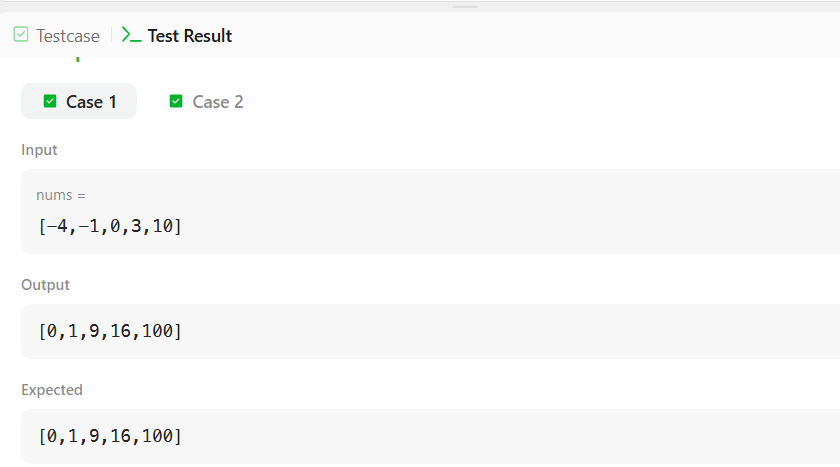 Testcase
Test Result
Case 1
Case 2
Input
nums =
[-4,-1,0,3,10]
Output
[0,1,9,16,100]
Expected
[0,1,9,16,100]